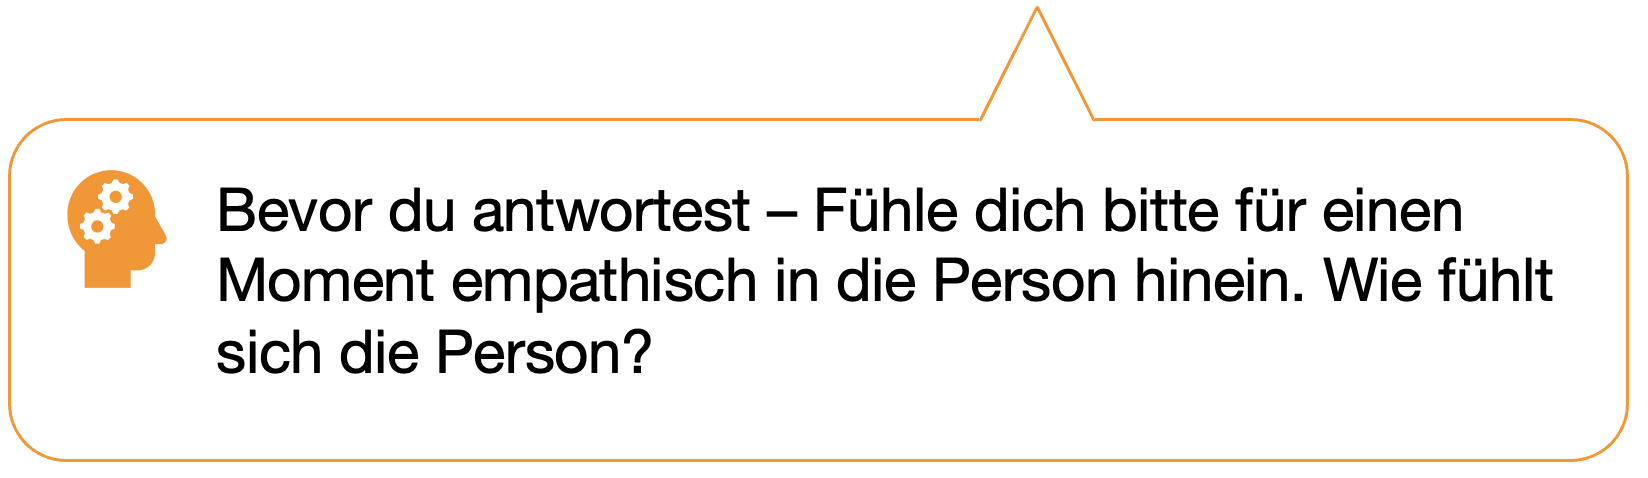 Bevor du antwortest – Fühle dich bitte für einen
Moment empathisch in die Person hinein. Wie fühlt
sich die Person?